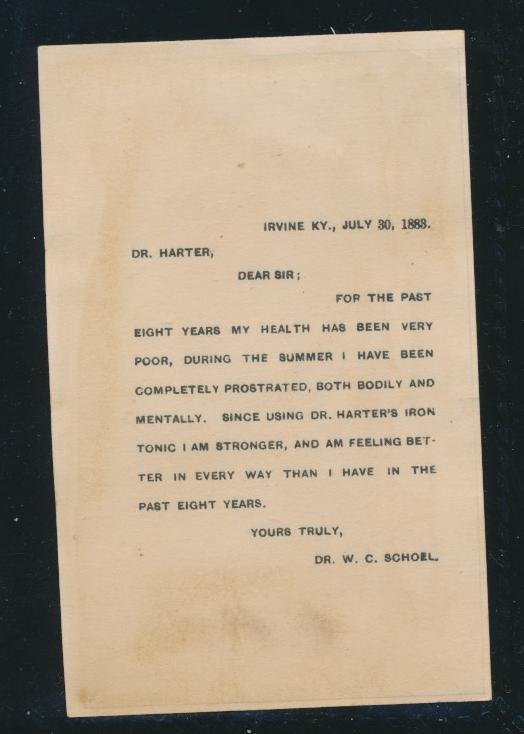 IRVINE KY., JULY 30, 1883.
DR. HARTER,
DEAR SIR;
FOR THE PAST
EIGHT YEARS MY HEALTH HAS BEEN VERY
POOR, DURING THE SUMMER I HAVE BEEN
COMPLETELY PROSTRATED, BOTH BODILY AND
MENTALLY. SINCE USING DR. HARTER'S IRON
TONIC I AM STRONGER, AND AM FEELING BET-
TER IN EVERY WAY THAN I HAVE IN THE
PAST EIGHT YEARS.
YOURS TRULY,
DR. W. C. SCHOEL.